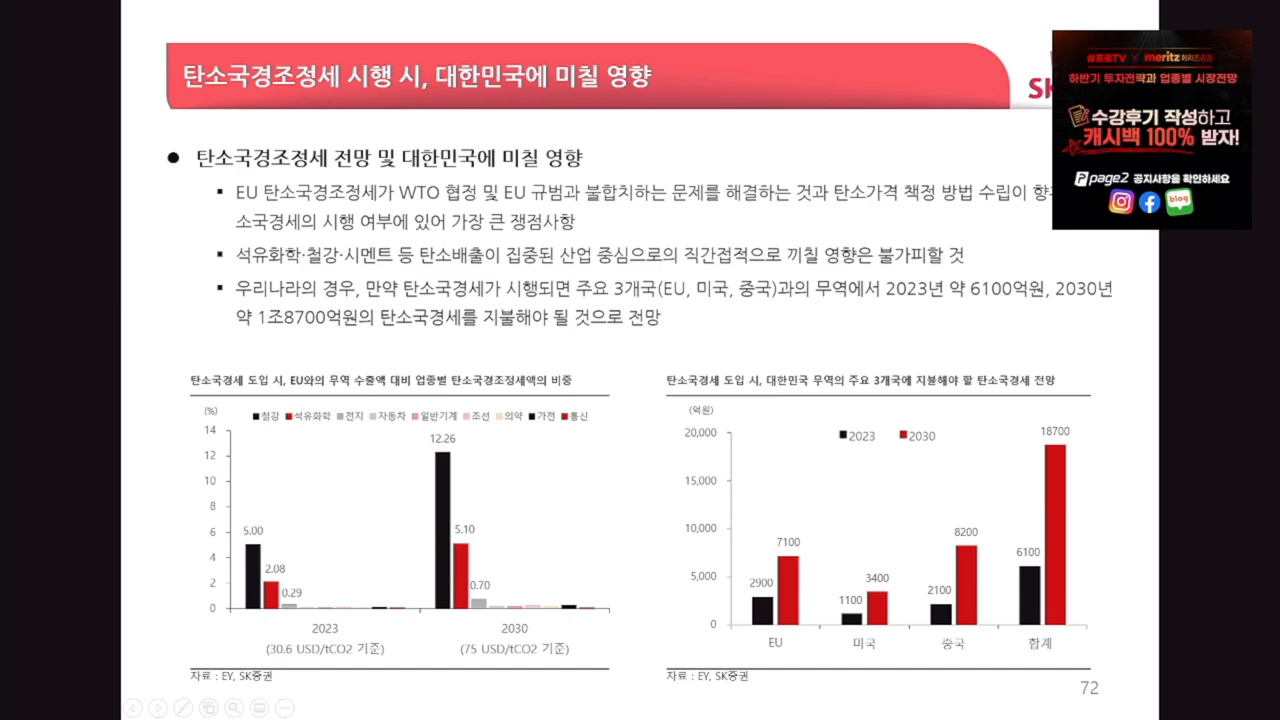 탄소국경조정세 시행 시, 대한민국에 미칠 영향
SK
삼프로TV X meritz 메리츠증권
하반기 투자전략과 업종별 시장전망
수강후기 작성하고
캐시백 100% 받자!
page2 공지사항을 확인하세요
blog
● 탄소국경조정세 전망 및 대한민국에 미칠 영향
▪ EU 탄소국경조정세가 WTO 협정 및 EU 규범과 불합치하는 문제를 해결하는 것과 탄소가격 책정 방법 수립이
소국경세의 시행 여부에 있어 가장 큰 쟁점사항
▪ 석유화학·철강·시멘트 등 탄소배출이 집중된 산업 중심으로의 직간접적으로 끼칠 영향은 불가피할 것
▪ 우리나라의 경우, 만약 탄소국경세가 시행되면 주요 3개국(EU, 미국, 중국)과의 무역에서 2023년 약 6100억원, 2030년
약 1조8700억원의 탄소국경세를 지불해야 될 것으로 전망
탄소국경세 도입 시, EU와의 무역 수출액 대비 업종별 탄소국경조정세액의 비중
(%)
철강 석유화학 전지 자동차 일반기계 조선 의약 가전 통신
14
12
10
8
6
4
2
0
5.00
2.08
0.29
12.26
5.10
0.70
2023
2030
(30.6 USD/tCO2 기준)
(75 USD/tCO2 기준)
자료 : EY, SK증권
탄소국경세 도입 시, 대한민국 무역의 주요 3개국에 지불해야 할 탄소국경세 전망
(억원)
2023 2030
20,000
15,000
10,000
5,000
0
2900
7100
1100
3400
2100
8200
6100
18700
EU
미국
중국
합계
자료 : EY, SK증권
72